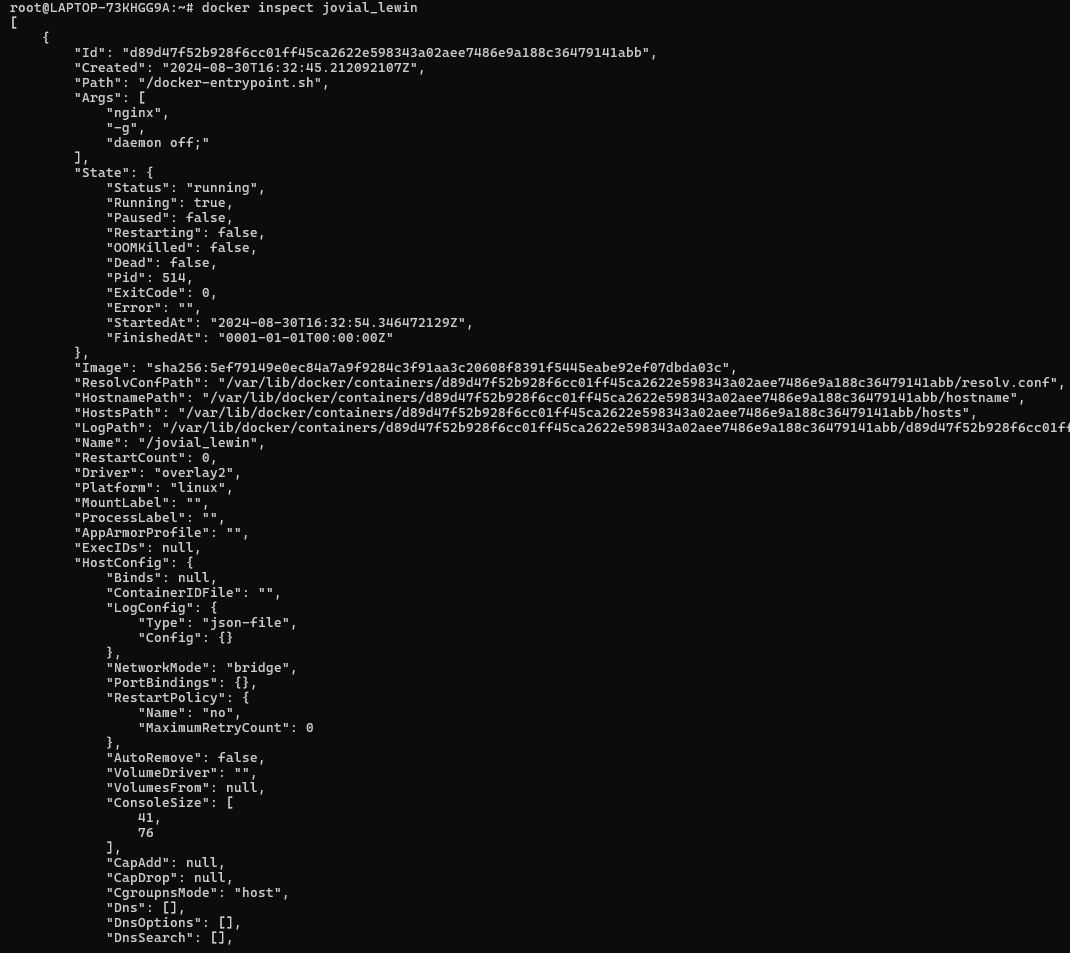 root@LAPTOP-73KHGG9A:~# docker inspect jovial_lewin
[
    {
        "Id": "d89d47f52b928f6cc01ff45ca2622e598343a02aee7486e9a188c36479141abb",
        "Created": "2024-08-30T16:32:45.212092107Z",
        "Path": "/docker-entrypoint.sh",
        "Args": [
            "nginx",
            "-g",
            "daemon off;"
        ],
        "State": {
            "Status": "running",
            "Running": true,
            "Paused": false,
            "Restarting": false,
            "OOMKilled": false,
            "Dead": false,
            "Pid": 514,
            "ExitCode": 0,
            "Error": "",
            "StartedAt": "2024-08-30T16:32:54.346472129Z",
            "FinishedAt": "0001-01-01T00:00:00Z"
        },
        "Image": "sha256:5ef79149e0ec84a7a9f9284c3f91aa3c20608f8391f5445eabe92ef07dbda03c",
        "ResolvConfPath": "/var/lib/docker/containers/d89d47f52b928f6cc01ff45ca2622e598343a02aee7486e9a188c36479141abb/resolv.conf",
        "HostnamePath": "/var/lib/docker/containers/d89d47f52b928f6cc01ff45ca2622e598343a02aee7486e9a188c36479141abb/hostname",
        "HostsPath": "/var/lib/docker/containers/d89d47f52b928f6cc01ff45ca2622e598343a02aee7486e9a188c36479141abb/hosts",
        "LogPath": "/var/lib/docker/containers/d89d47f52b928f6cc01ff45ca2622e598343a02aee7486e9a188c36479141abb/d89d47f52b928f6cc01ff
        "Name": "/jovial_lewin",
        "RestartCount": 0,
        "Driver": "overlay2",
        "Platform": "linux",
        "MountLabel": "",
        "ProcessLabel": "",
        "AppArmorProfile": "",
        "ExecIDs": null,
        "HostConfig": {
            "Binds": null,
            "ContainerIDFile": "",
            "LogConfig": {
                "Type": "json-file",
                "Config": {}
            },
            "NetworkMode": "bridge",
            "PortBindings": {},
            "RestartPolicy": {
                "Name": "no",
                "MaximumRetryCount": 0
            },
            "AutoRemove": false,
            "VolumeDriver": "",
            "VolumesFrom": null,
            "ConsoleSize": [
                41,
                76
            ],
            "CapAdd": null,
            "CapDrop": null,
            "CgroupnsMode": "host",
            "Dns": [],
            "DnsOptions": [],
            "DnsSearch": [],